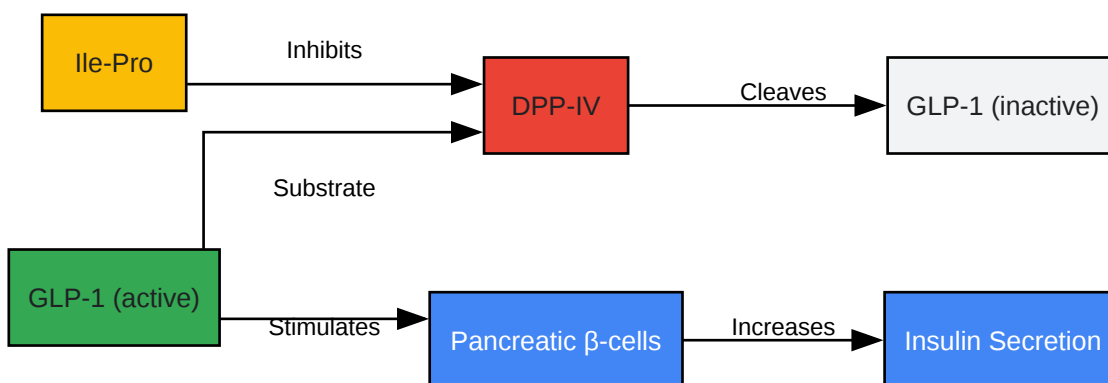 Ile-Pro
Inhibits
DPP-IV
Cleaves
GLP-1 (inactive)
Substrate
GLP-1 (active)
Stimulates
Pancreatic β-cells
Increases
Insulin Secretion